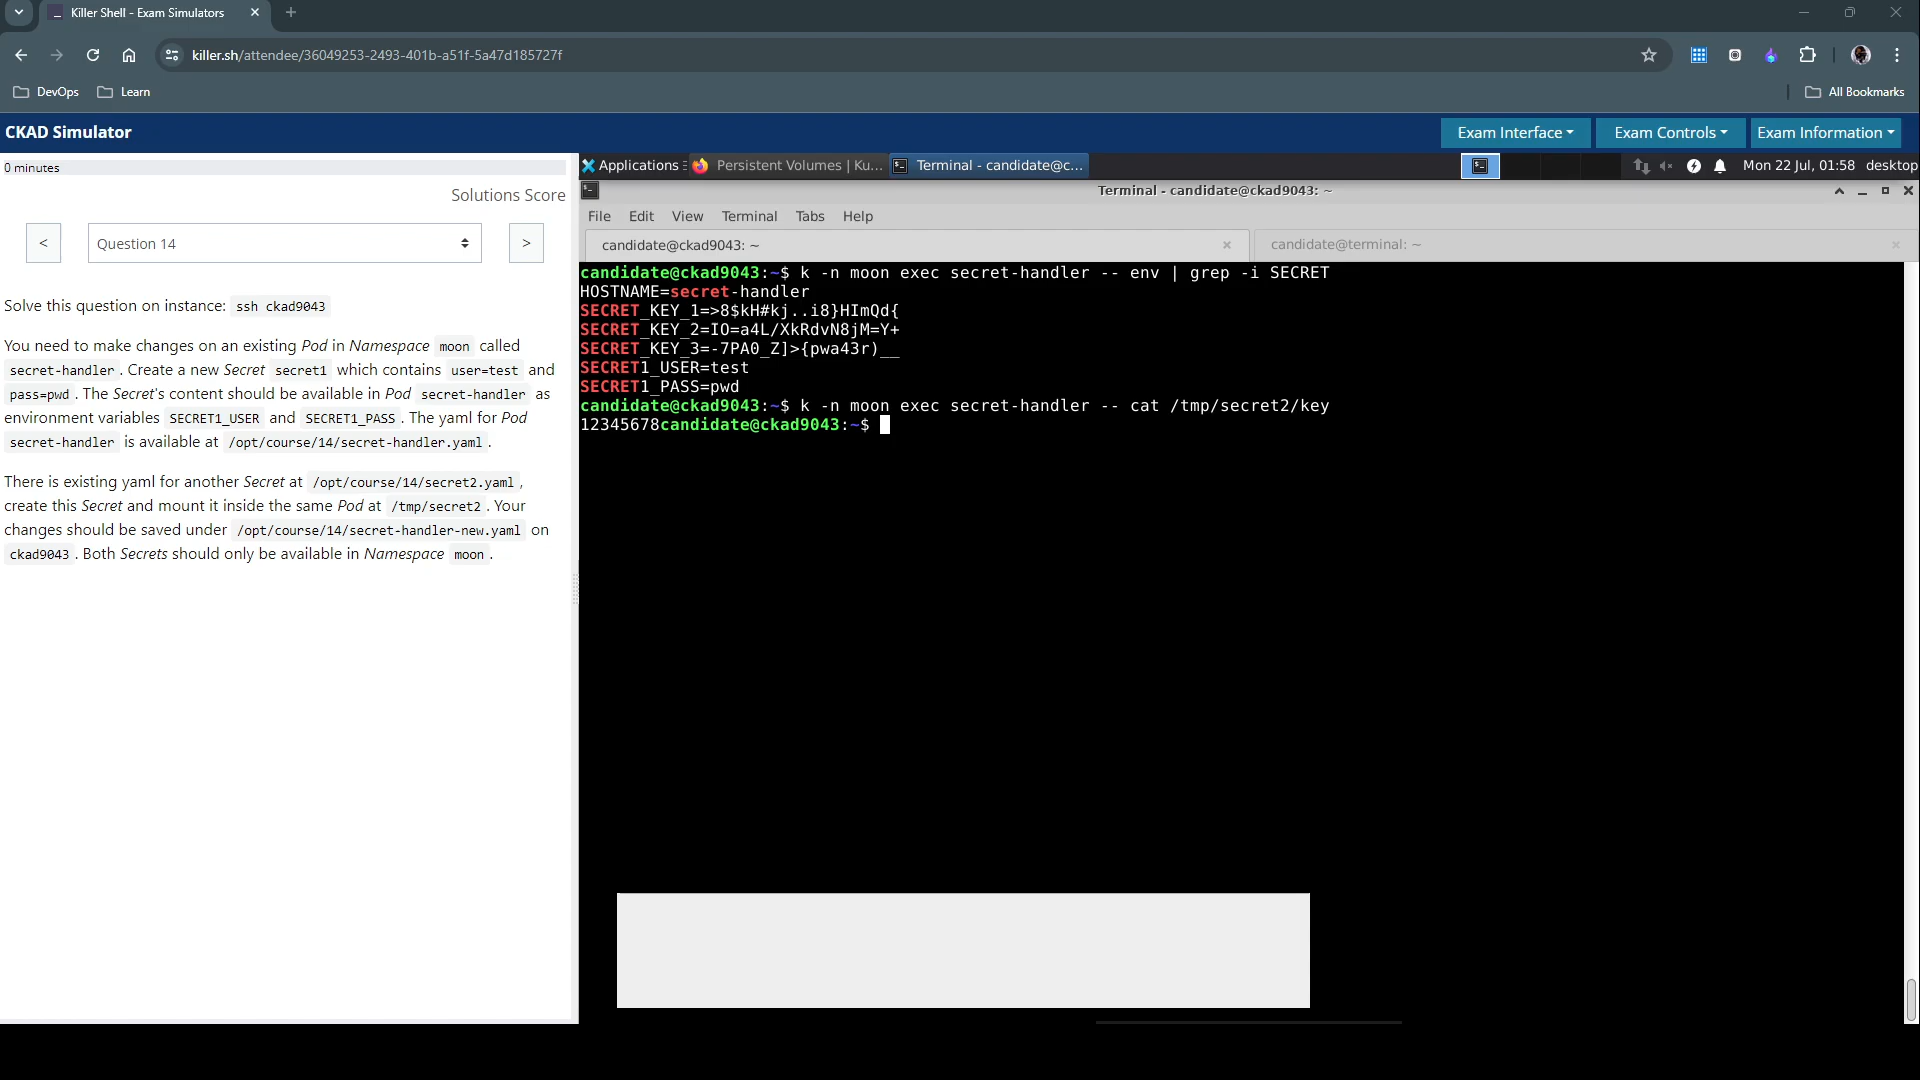 Killer Shell - Exam Simulators
killer.sh/attendee/36049253-2493-401b-a51f-5a47d185727f
DevOps Learn All Bookmarks
CKAD Simulator Exam Interface Exam Controls Exam Information
0 minutes
Solutions Score
< Question 14 >
Solve this question on instance: ssh ckad9043
You need to make changes on an existing Pod in Namespace moon called
secret-handler. Create a new Secret secret1 which contains user=test and
pass=pwd. The Secret's content should be available in Pod secret-handler as
environment variables SECRET1_USER and SECRET1_PASS. The yaml for Pod
secret-handler is available at /opt/course/14/secret-handler.yaml.
There is existing yaml for another Secret at /opt/course/14/secret2.yaml,
create this Secret and mount it inside the same Pod at /tmp/secret2. Your
changes should be saved under /opt/course/14/secret-handler-new.yaml on
ckad9043. Both Secrets should only be available in Namespace moon.
Applications Persistent Volumes | Ku... Terminal - candidate@c... Mon 22 Jul, 01:58 desktop
Terminal - candidate@ckad9043: ~
File Edit View Terminal Tabs Help
candidate@ckad9043: ~ candidate@terminal: ~
candidate@ckad9043:~$ k -n moon exec secret-handler -- env | grep -i SECRET
HOSTNAME=secret-handler
SECRET_KEY_1=>8$kH#kj..i8}HImQd{
SECRET_KEY_2=IO=a4L/XkRdvN8jM=Y+
SECRET_KEY_3=-7PA0_Z]>{pwa43r)__
SECRET1_USER=test
SECRET1_PASS=pwd
candidate@ckad9043:~$ k -n moon exec secret-handler -- cat /tmp/secret2/key
12345678candidate@ckad9043:~$